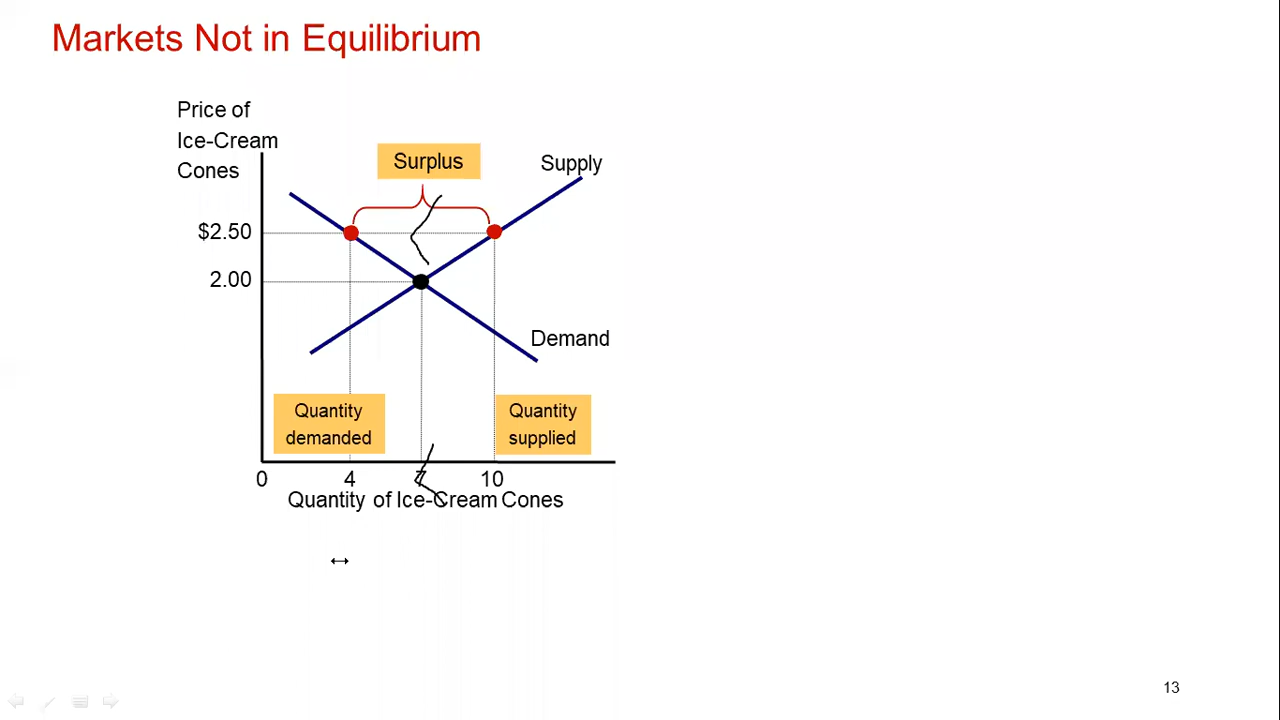 Markets Not in Equilibrium
Price of
Ice-Cream
Cones
Surplus
Supply
$2.50
2.00
Demand
Quantity
demanded
Quantity
supplied
0 4 7 10
Quantity of Ice-Cream Cones
13